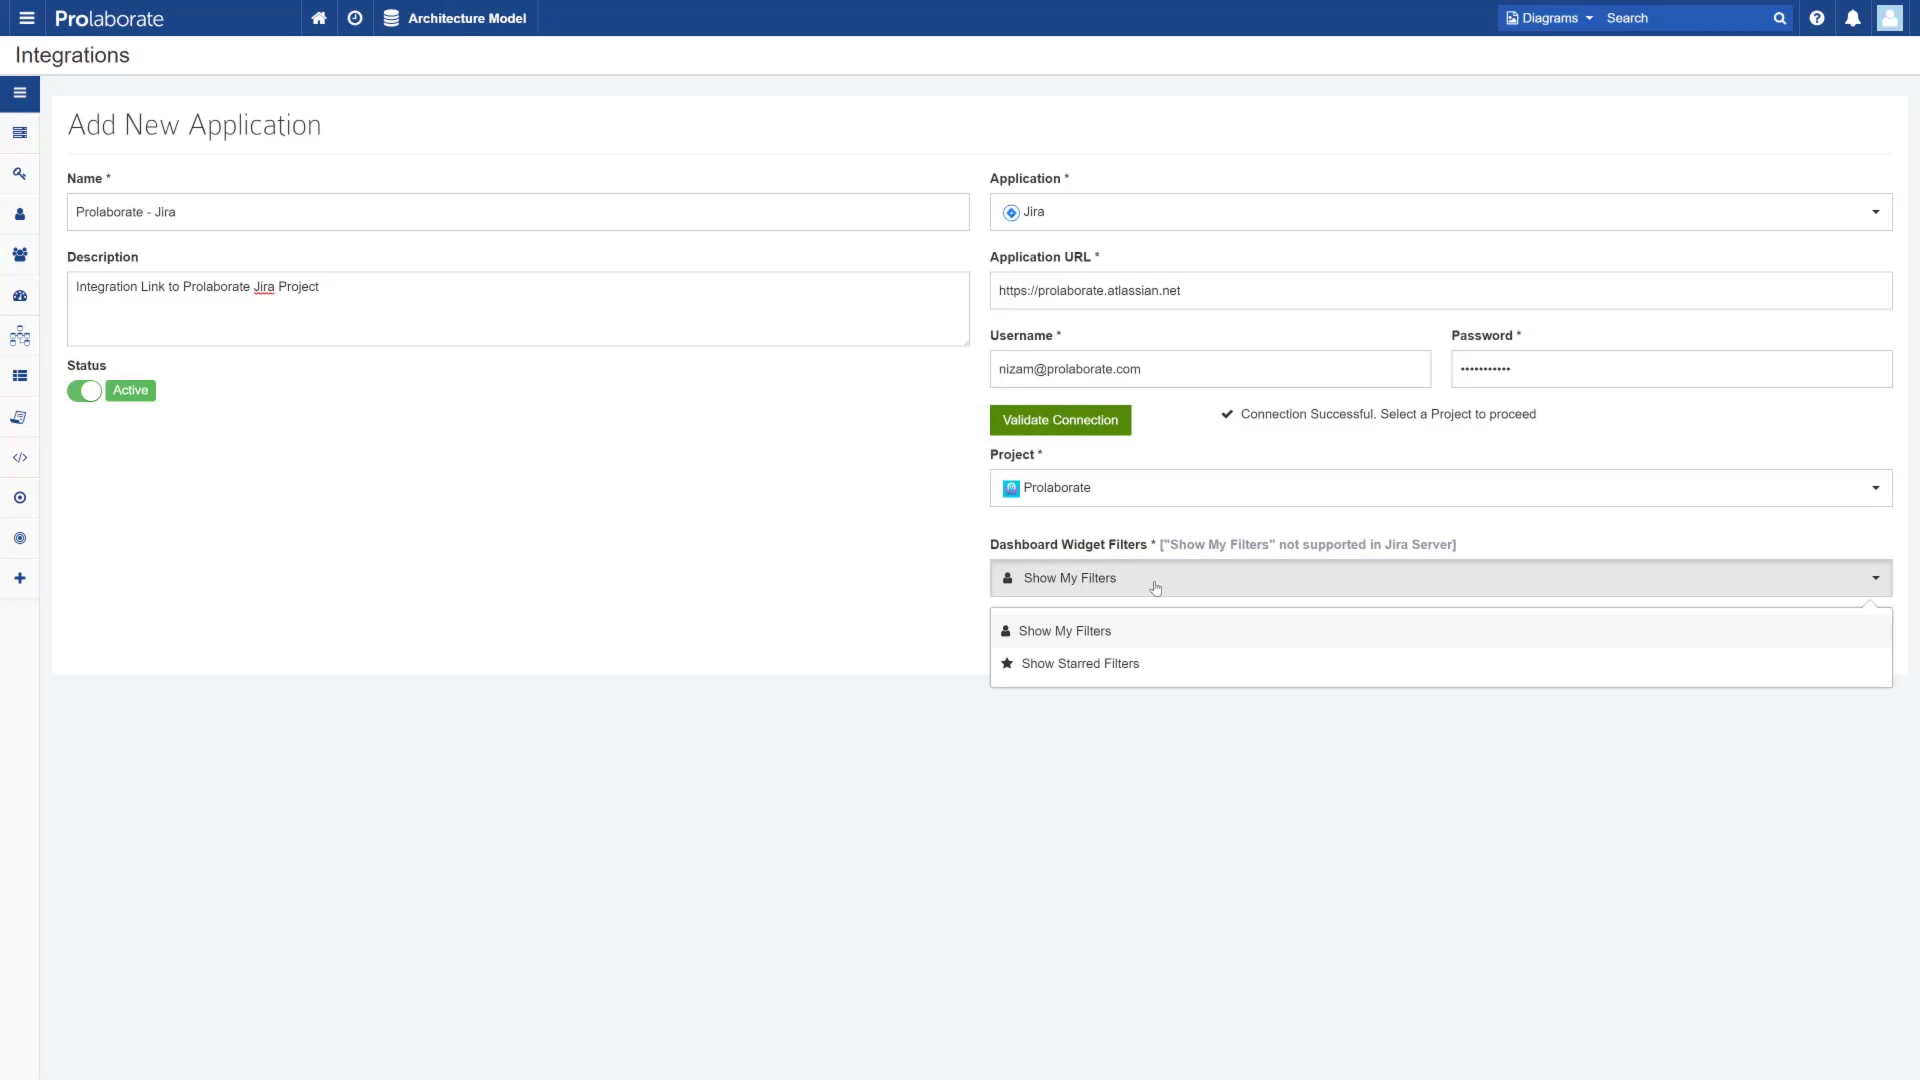 Prolaborate
Architecture Model
Diagrams
Search
Integrations
Add New Application
Name *
Prolaborate - Jira
Description
Integration Link to Prolaborate Jira Project
Status
Active
Application *
Jira
Application URL *
https://prolaborate.atlassian.net
Username *
Password *
nizam@prolaborate.com
•••••••••••
Validate Connection
Connection Successful. Select a Project to proceed
Project *
Prolaborate
Dashboard Widget Filters * ["Show My Filters" not supported in Jira Server]
Show My Filters
Show My Filters
Show Starred Filters